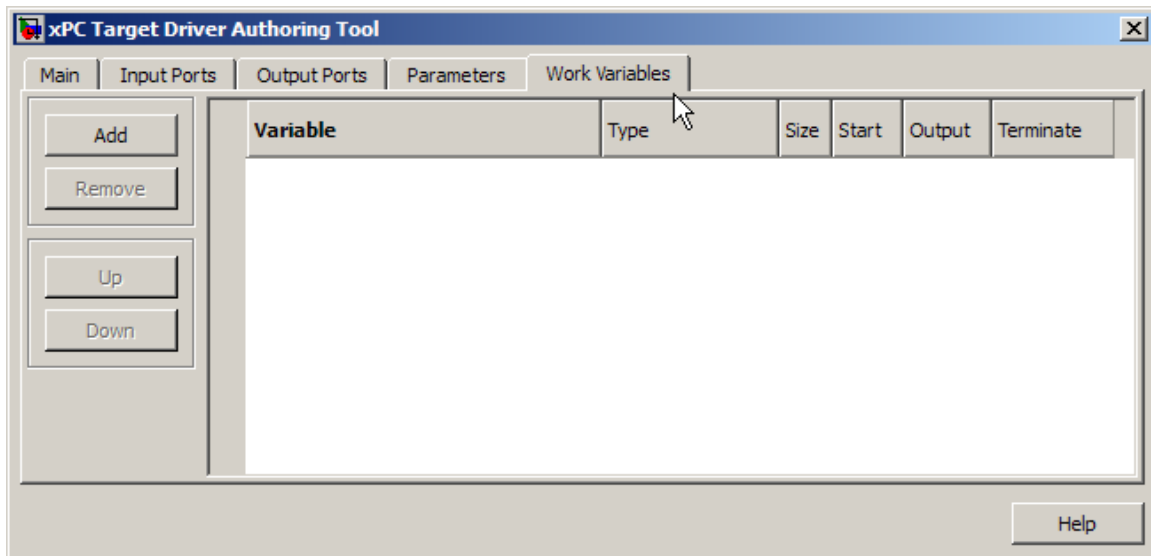 xPC Target Driver Authoring Tool
Main Input Ports Output Ports Parameters Work Variables
Add
Remove
Up
Down
Variable Type Size Start Output Terminate
Help